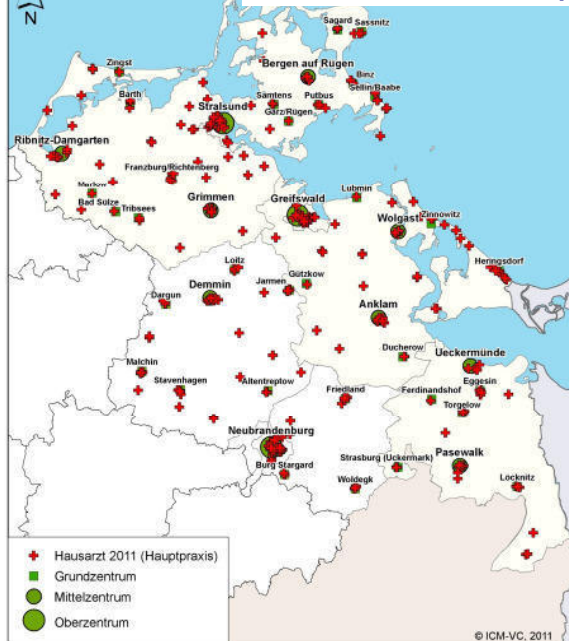 N
Sagard
Sassnitz
Bergen auf Rügen
Zingst
Binz
Sellin/Baabe
Barth
Samtens
Putbus
Stralsund
Garz/Rügen
Ribnitz-Damgarten
Franzburg/Richtenberg
Lubmin
Marlow
Bad Sülze
Tribsees
Grimmen
Greifswald
Wolgast
Zinnowitz
Heringsdorf
Loitz
Gützkow
Demmin
Jarmen
Dargun
Anklam
Ducherow
Ueckermünde
Malchin
Stavenhagen
Altentreptow
Friedland
Ferdinandshof
Eggesin
Torgelow
Neubrandenburg
Strasburg (Uckermark)
Pasewalk
Burg Stargard
Woldegk
Löcknitz
Hausarzt 2011 (Hauptpraxis)
Grundzentrum
Mittelzentrum
Oberzentrum
© ICM-VC, 2011